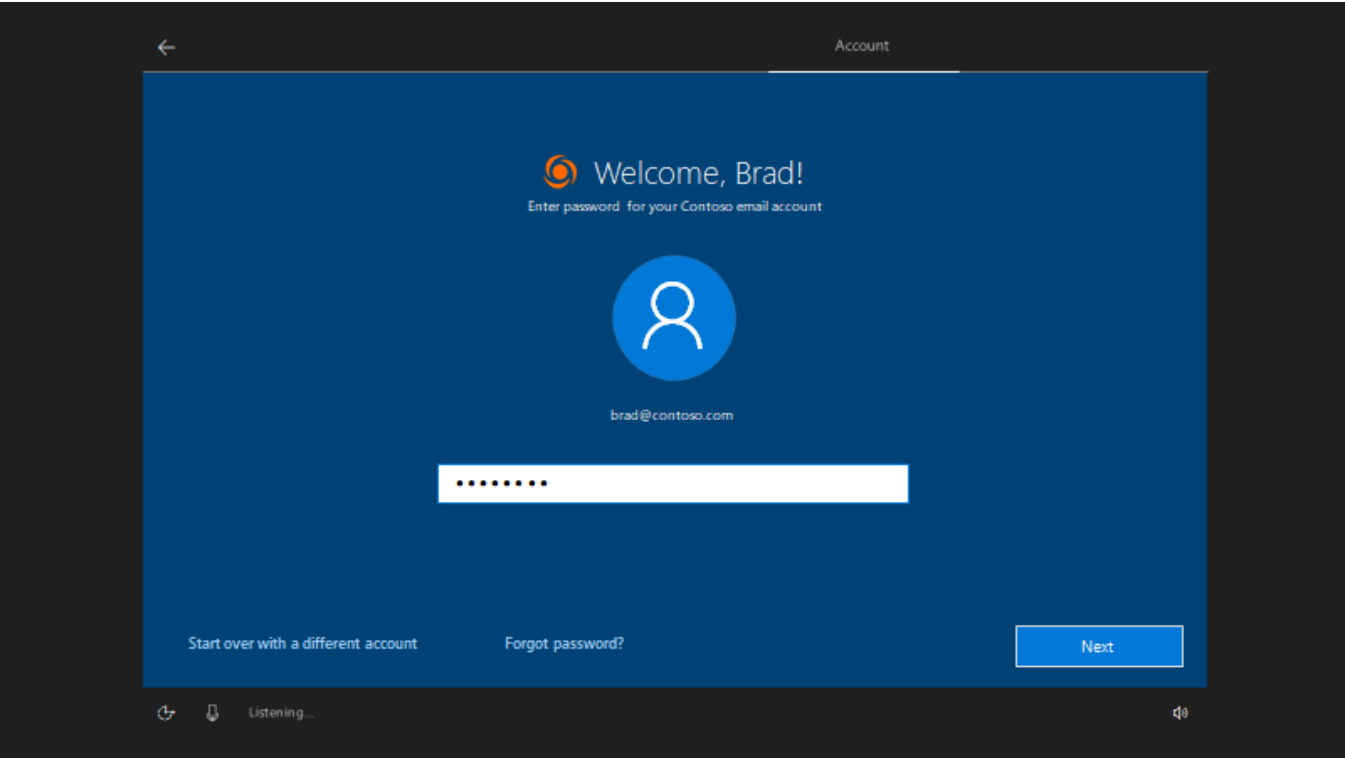 Account
Welcome, Brad!
Enter password for your Contoso email account
brad@contoso.com
••••••••
Start over with a different account
Forgot password?
Next
Listening...